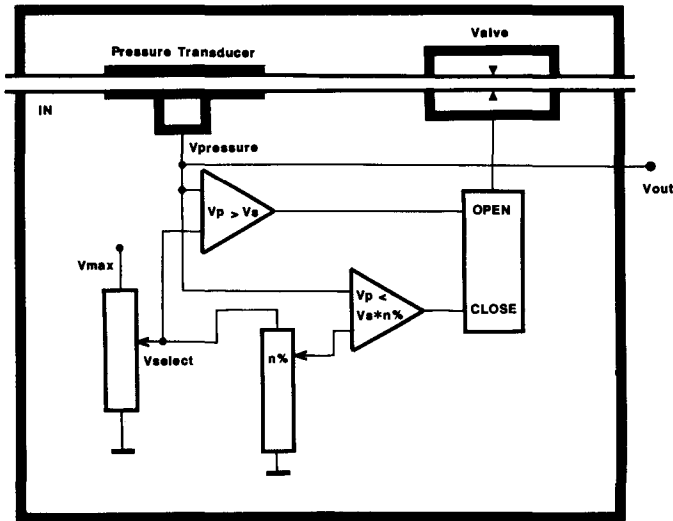 Valve
Pressure Transducer
IN
Vpressure
Vout
Vp > Vs
OPEN
Vmax
Vp <
Vs*n%
CLOSE
Vselect
n%